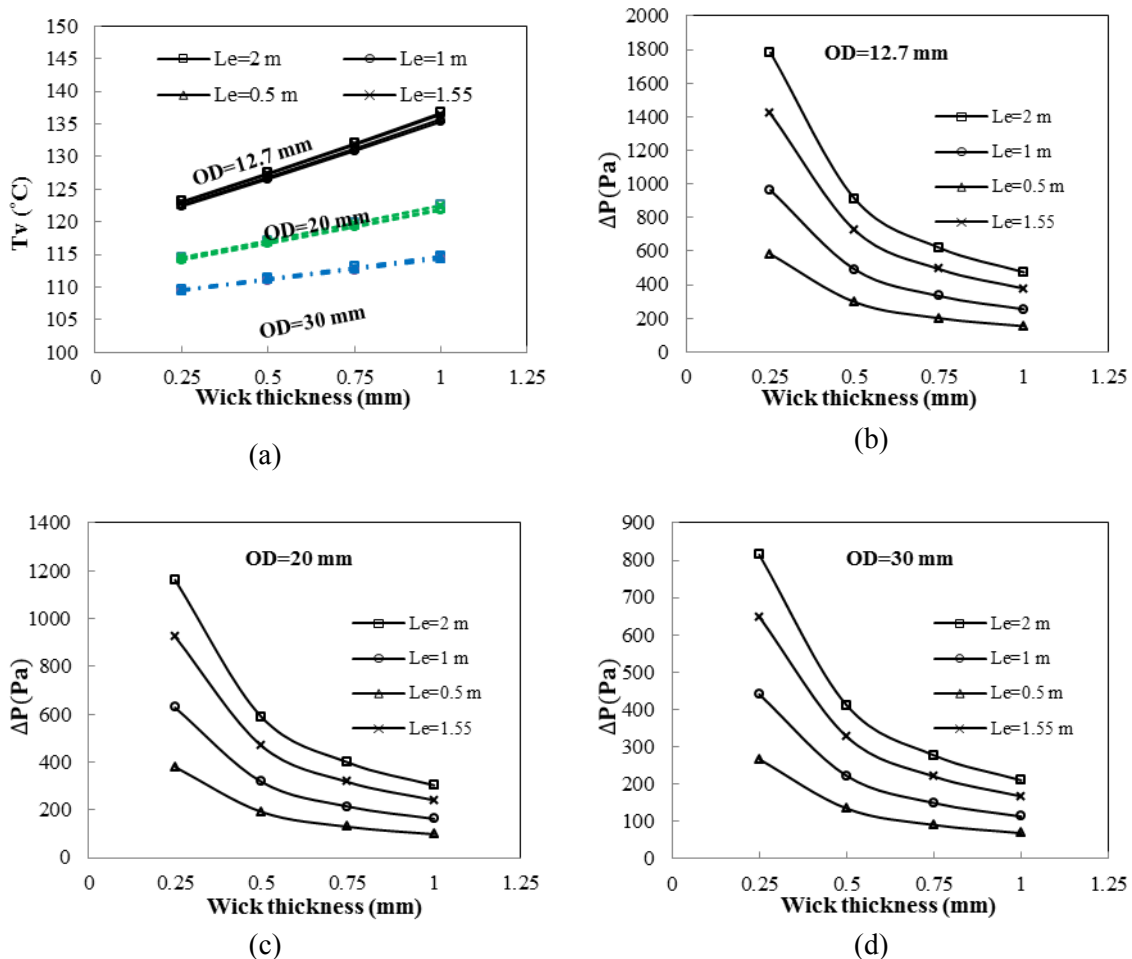 150
145
140
135
130
125
120
115
110
105
100
Tv (˚C)
Le=2 m
Le=1 m
Le=0.5 m
Le=1.55
OD=12.7 mm
OD=20 mm
OD=30 mm
0 0.25 0.5 0.75 1 1.25
Wick thickness (mm)
(a)
2000
1800
1600
1400
1200
1000
800
600
400
200
0
ΔP (Pa)
OD=12.7 mm
Le=2 m
Le=1 m
Le=0.5 m
Le=1.55
0 0.25 0.5 0.75 1 1.25
Wick thickness (mm)
(b)
1400
1200
1000
800
600
400
200
0
ΔP (Pa)
OD=20 mm
Le=2 m
Le=1 m
Le=0.5 m
Le=1.55
0 0.25 0.5 0.75 1 1.25
Wick thickness (mm)
(c)
900
800
700
600
500
400
300
200
100
0
ΔP (Pa)
OD=30 mm
Le=2 m
Le=1 m
Le=0.5 m
Le=1.55 m
0 0.25 0.5 0.75 1 1.25
Wick thickness (mm)
(d)